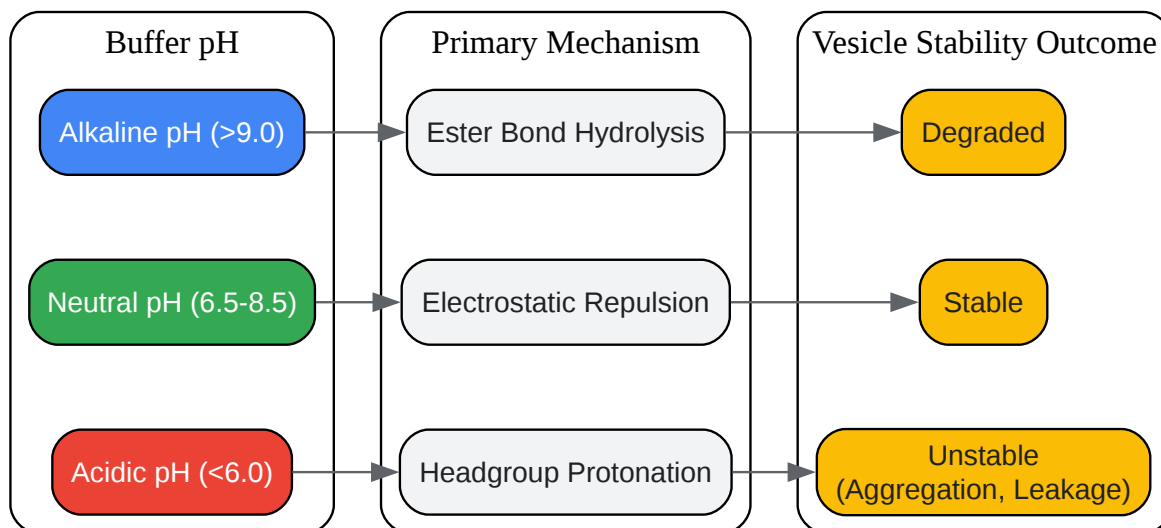 Buffer pH
Primary Mechanism
Vesicle Stability Outcome
Alkaline pH (>9.0)
Ester Bond Hydrolysis
Degraded
Neutral pH (6.5-8.5)
Electrostatic Repulsion
Stable
Acidic pH (<6.0)
Headgroup Protonation
Unstable
(Aggregation, Leakage)